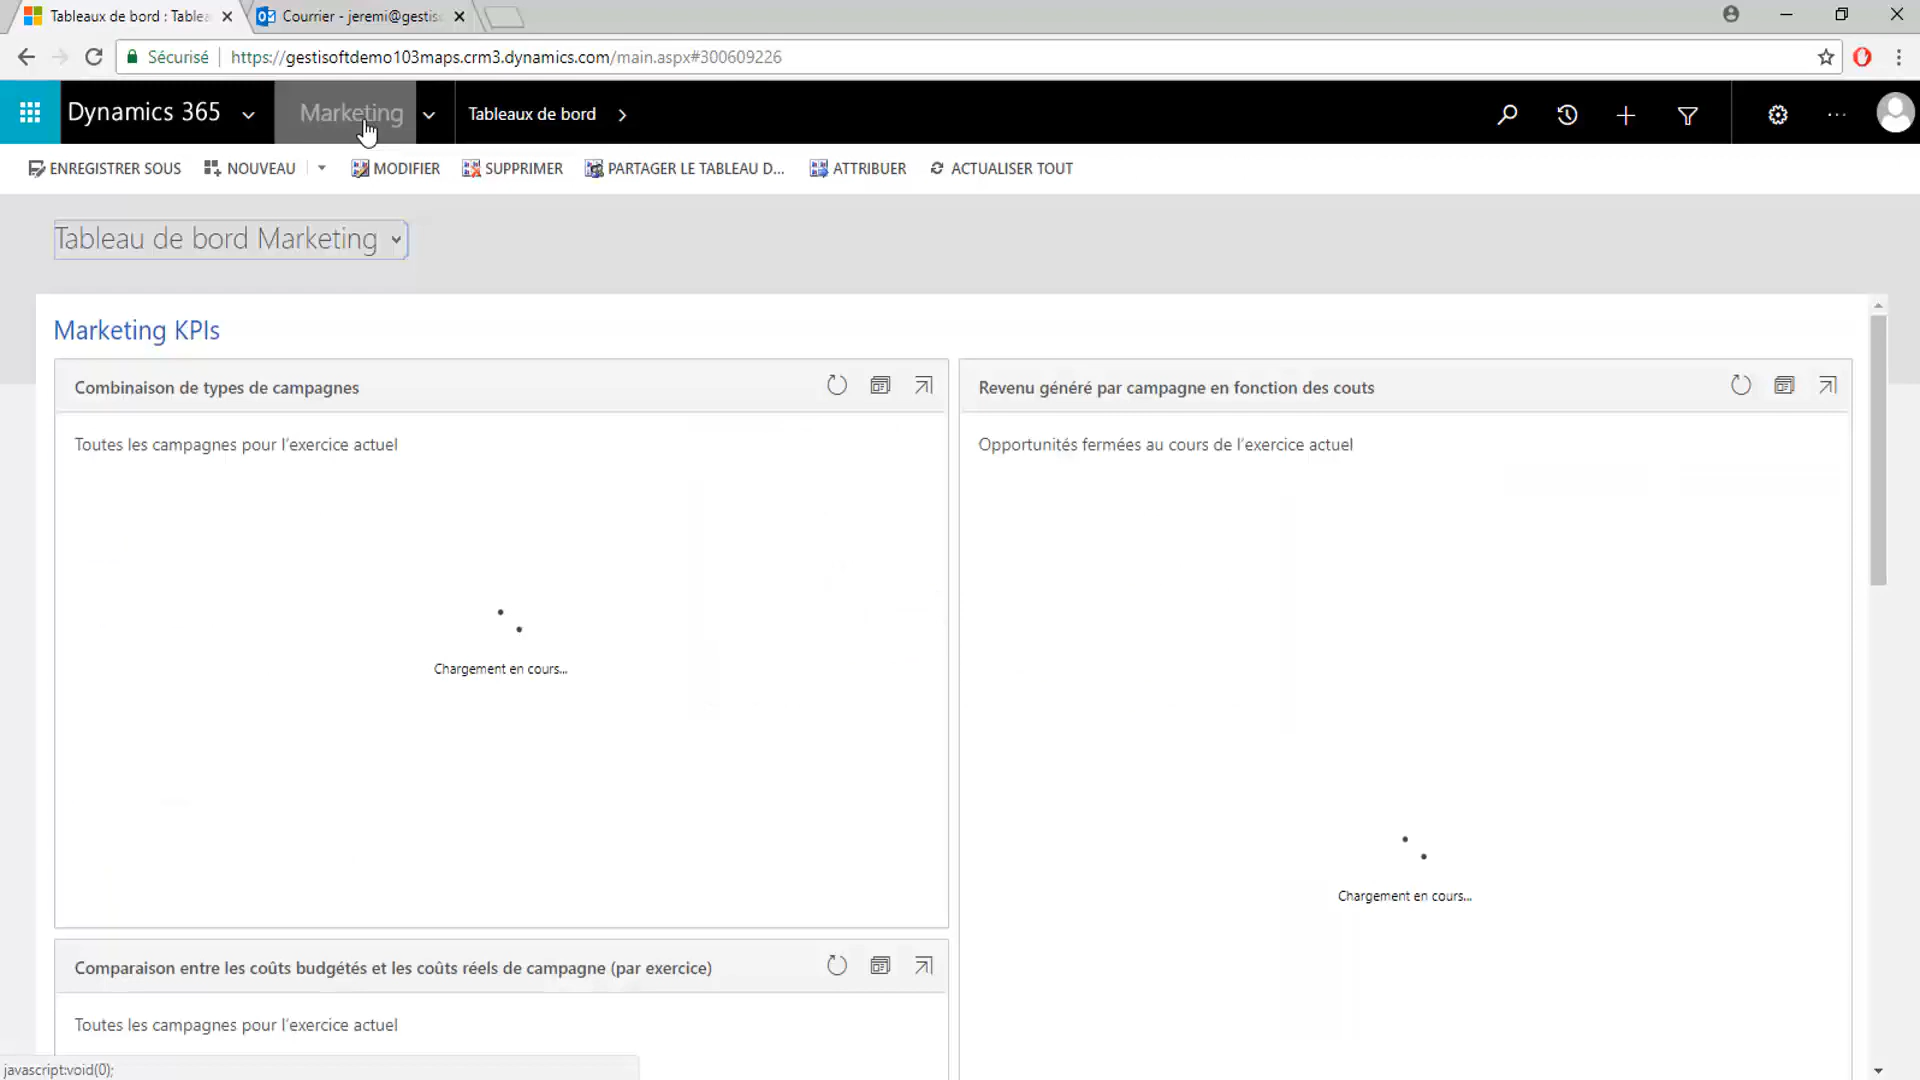 Tableaux de bord : Table
Courrier - jeremi@gestis
Sécurisé
https://gestisoftdemo103maps.crm3.dynamics.com/main.aspx#300609226
Dynamics 365
Marketing
Tableaux de bord
ENREGISTRER SOUS
NOUVEAU
MODIFIER
SUPPRIMER
PARTAGER LE TABLEAU D...
ATTRIBUER
ACTUALISER TOUT
Tableau de bord Marketing
Marketing KPIs
Combinaison de types de campagnes
Toutes les campagnes pour l'exercice actuel
Chargement en cours...
Revenu généré par campagne en fonction des couts
Opportunités fermées au cours de l'exercice actuel
Chargement en cours...
Comparaison entre les coûts budgétés et les coûts réels de campagne (par exercice)
Toutes les campagnes pour l'exercice actuel
javascript:void(0);